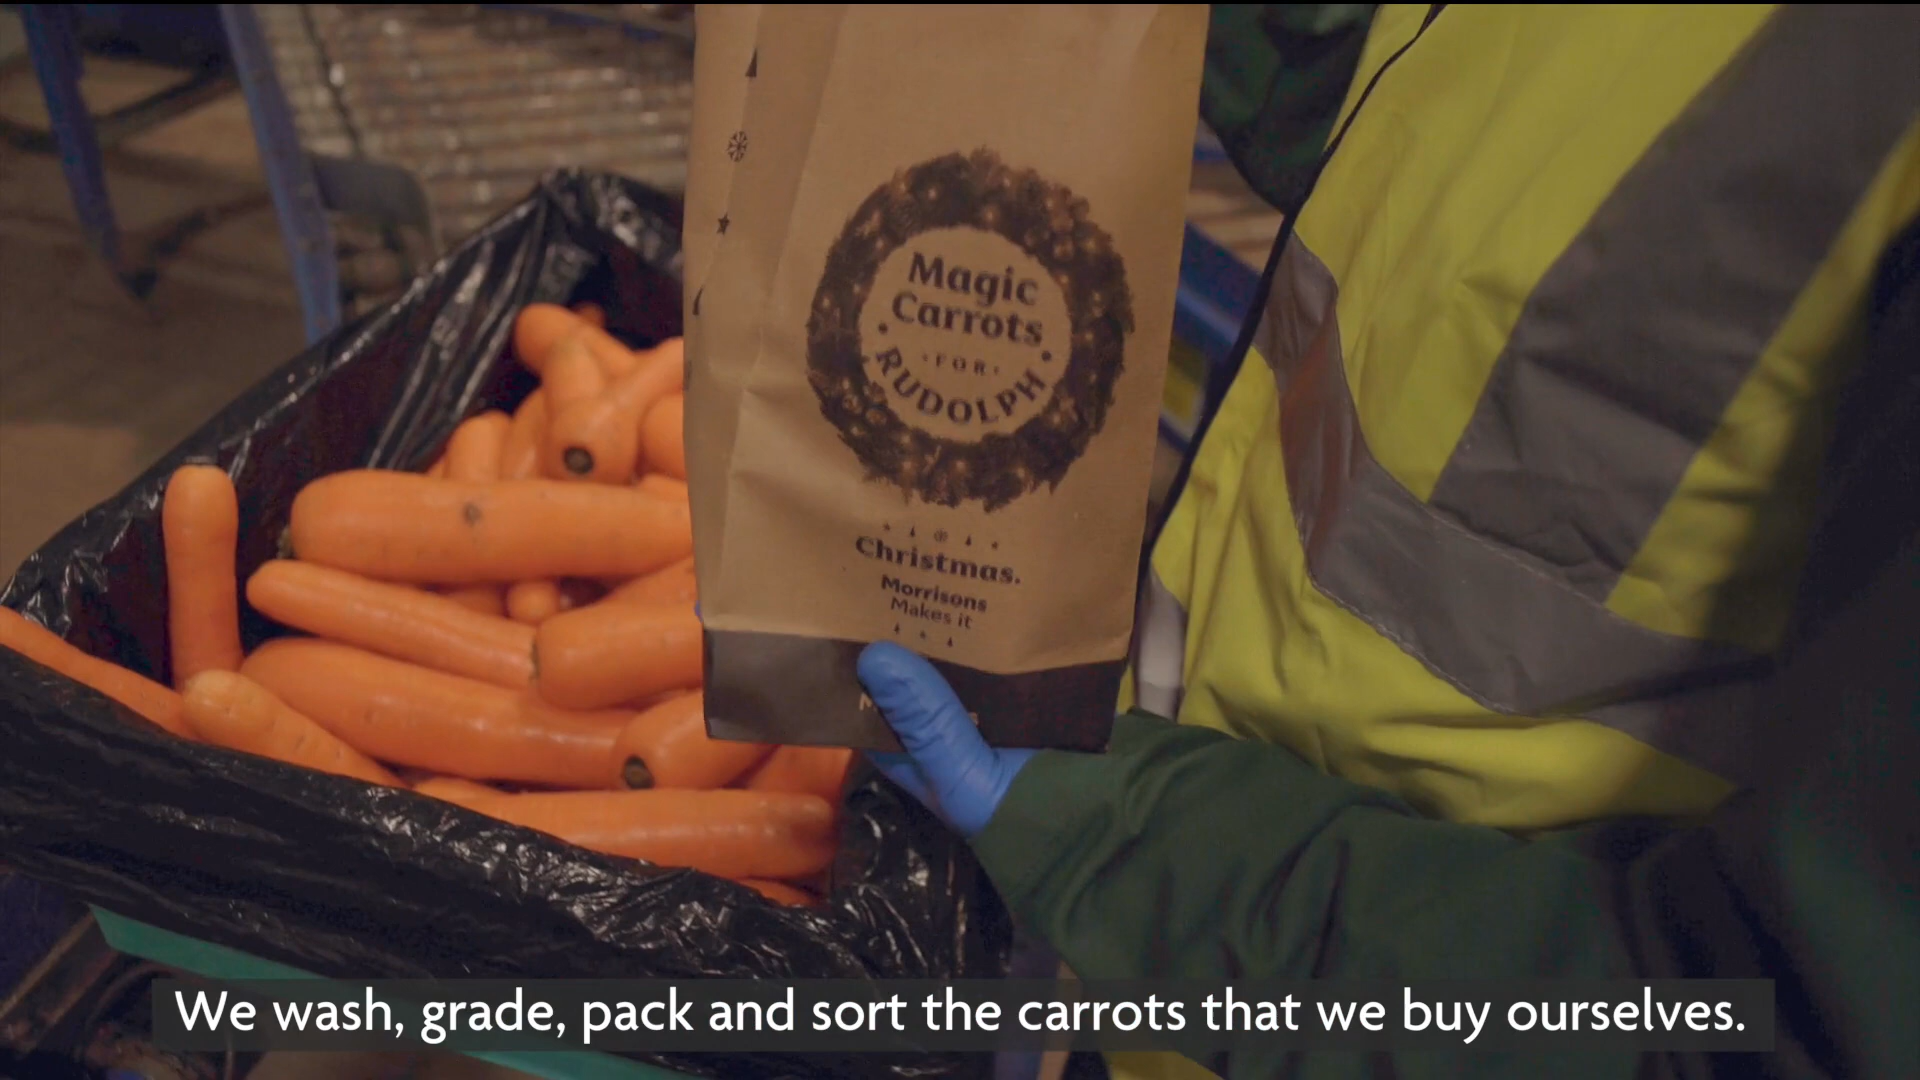 Magic
Carrots
·FOR·
RUDOLPH
Christmas.
Morrisons
Makes it
We wash, grade, pack and sort the carrots that we buy ourselves.